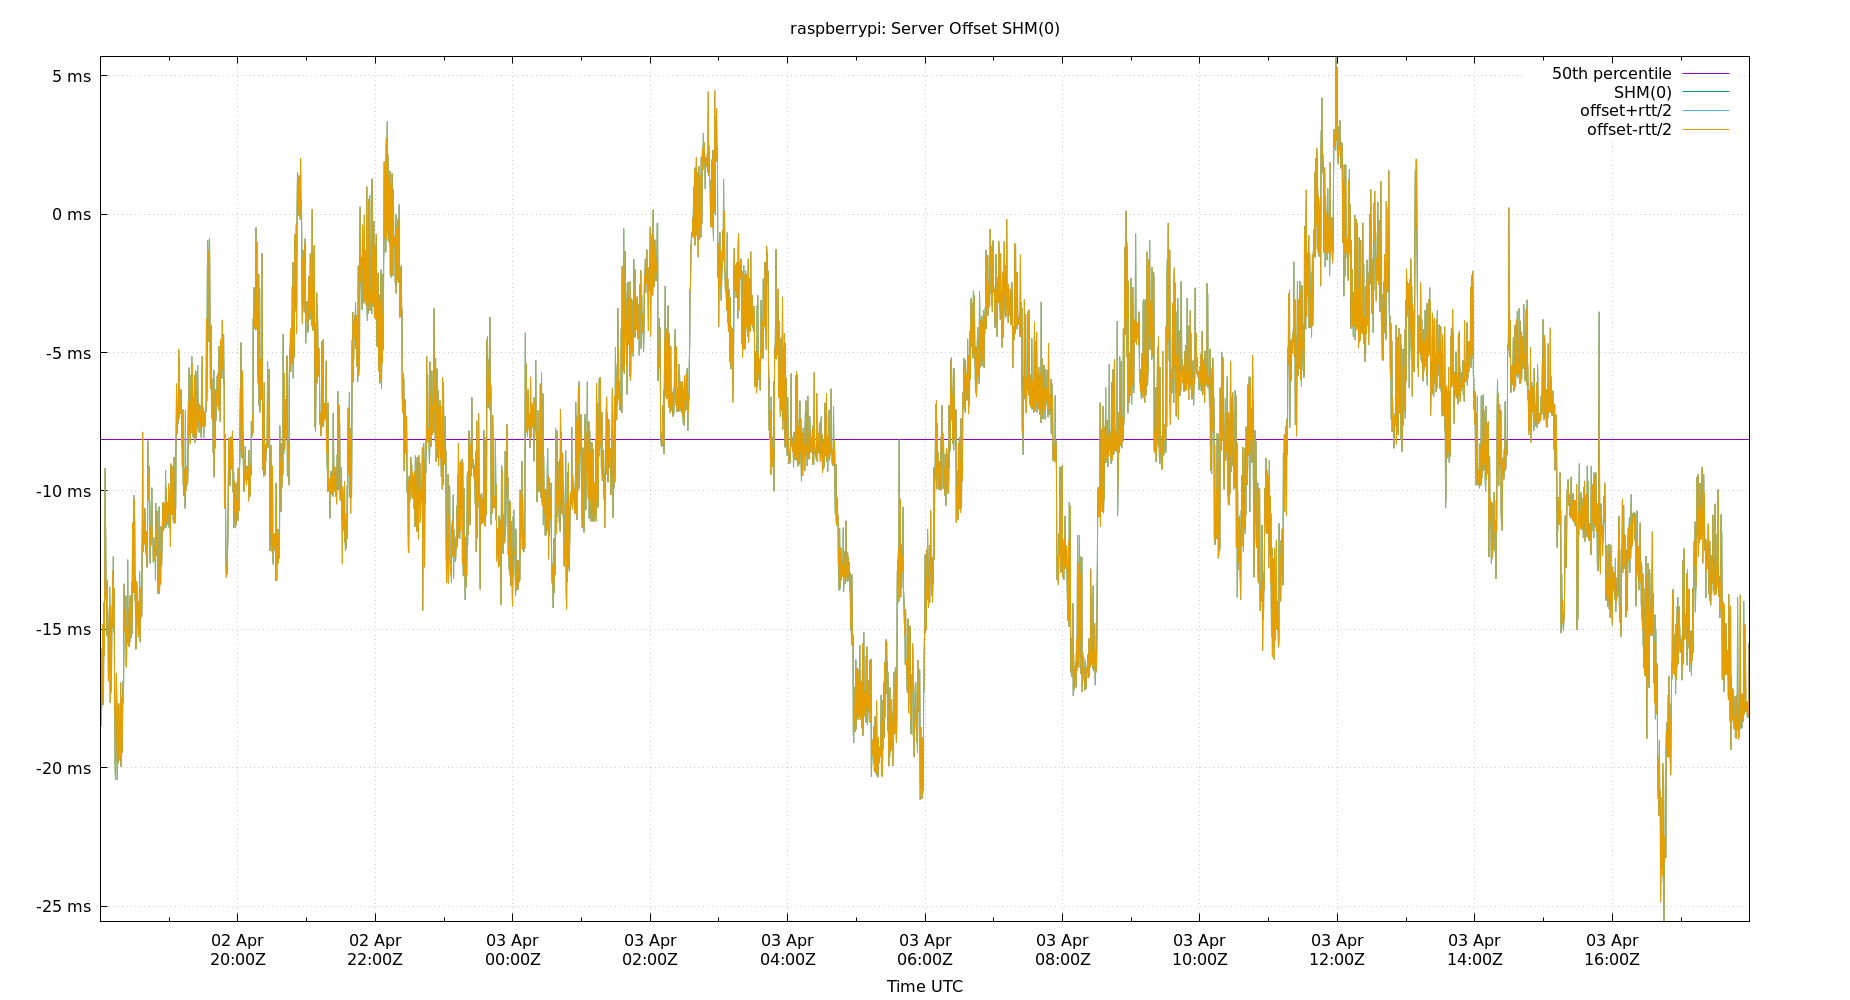 raspberrypi: Server Offset SHM(0)
50th percentile
SHM(0)
offset+rtt/2
offset-rtt/2
5 ms
0 ms
-5 ms
-10 ms
-15 ms
-20 ms
-25 ms
02 Apr 02 Apr 03 Apr 03 Apr 03 Apr 03 Apr 03 Apr 03 Apr 03 Apr 03 Apr 03 Apr
20:00Z 22:00Z 00:00Z 02:00Z 04:00Z 06:00Z 08:00Z 10:00Z 12:00Z 14:00Z 16:00Z
Time UTC